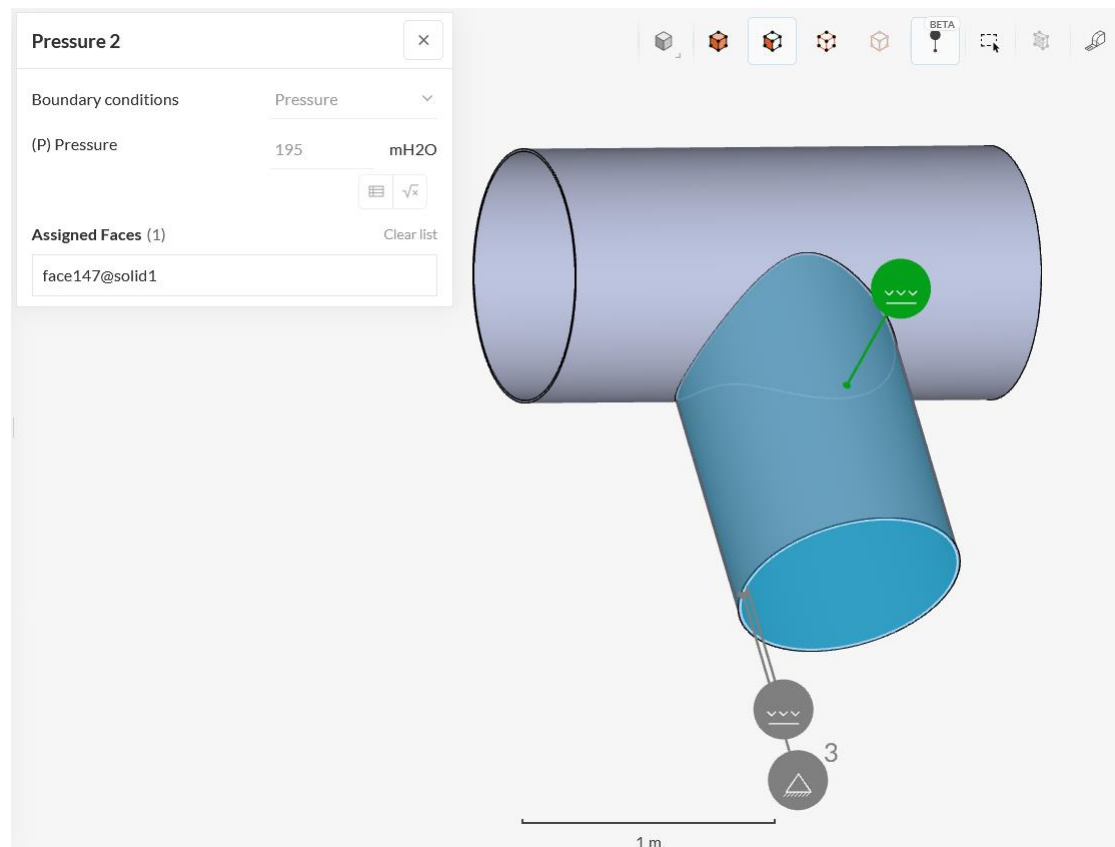 Pressure 2
BETA
Boundary conditions Pressure
(P) Pressure 195 mH2O
Assigned Faces (1) Clear list
face147@solid1
3
1 m